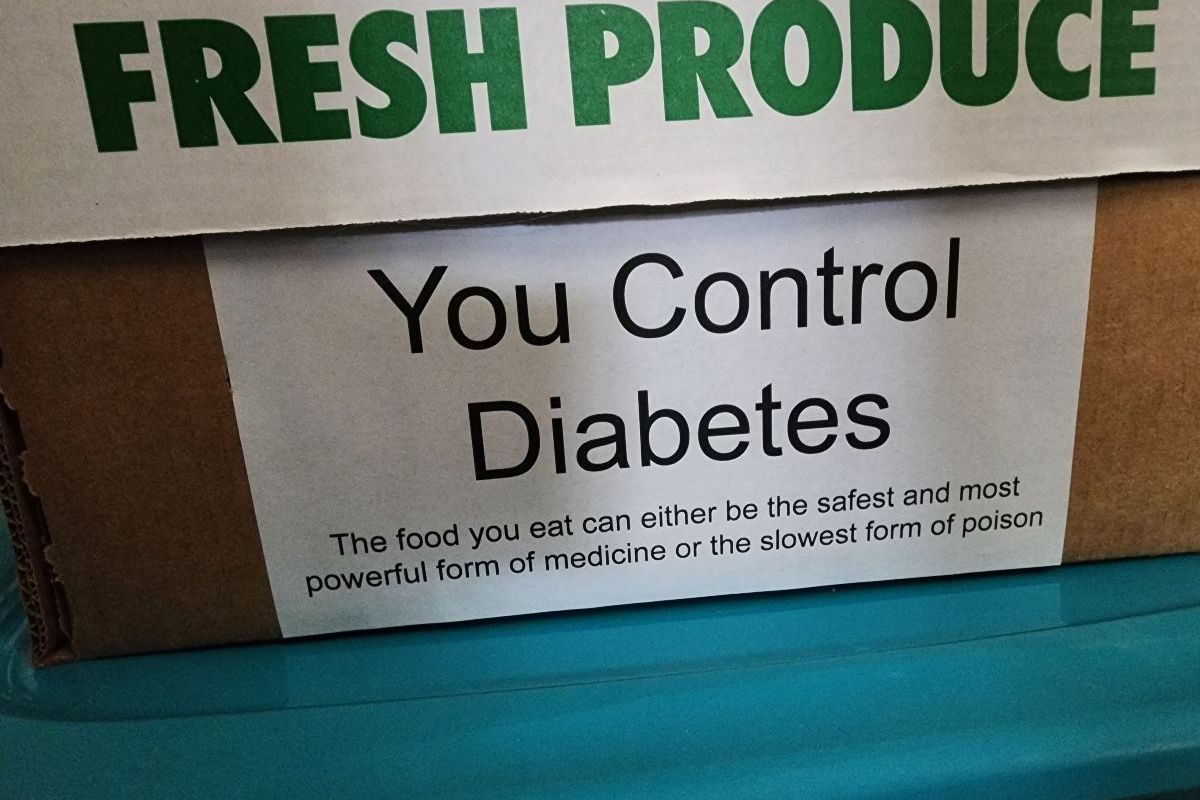 FRESH PRODUCE
You Control
Diabetes
The food you eat can either be the safest and most
powerful form of medicine or the slowest form of poison